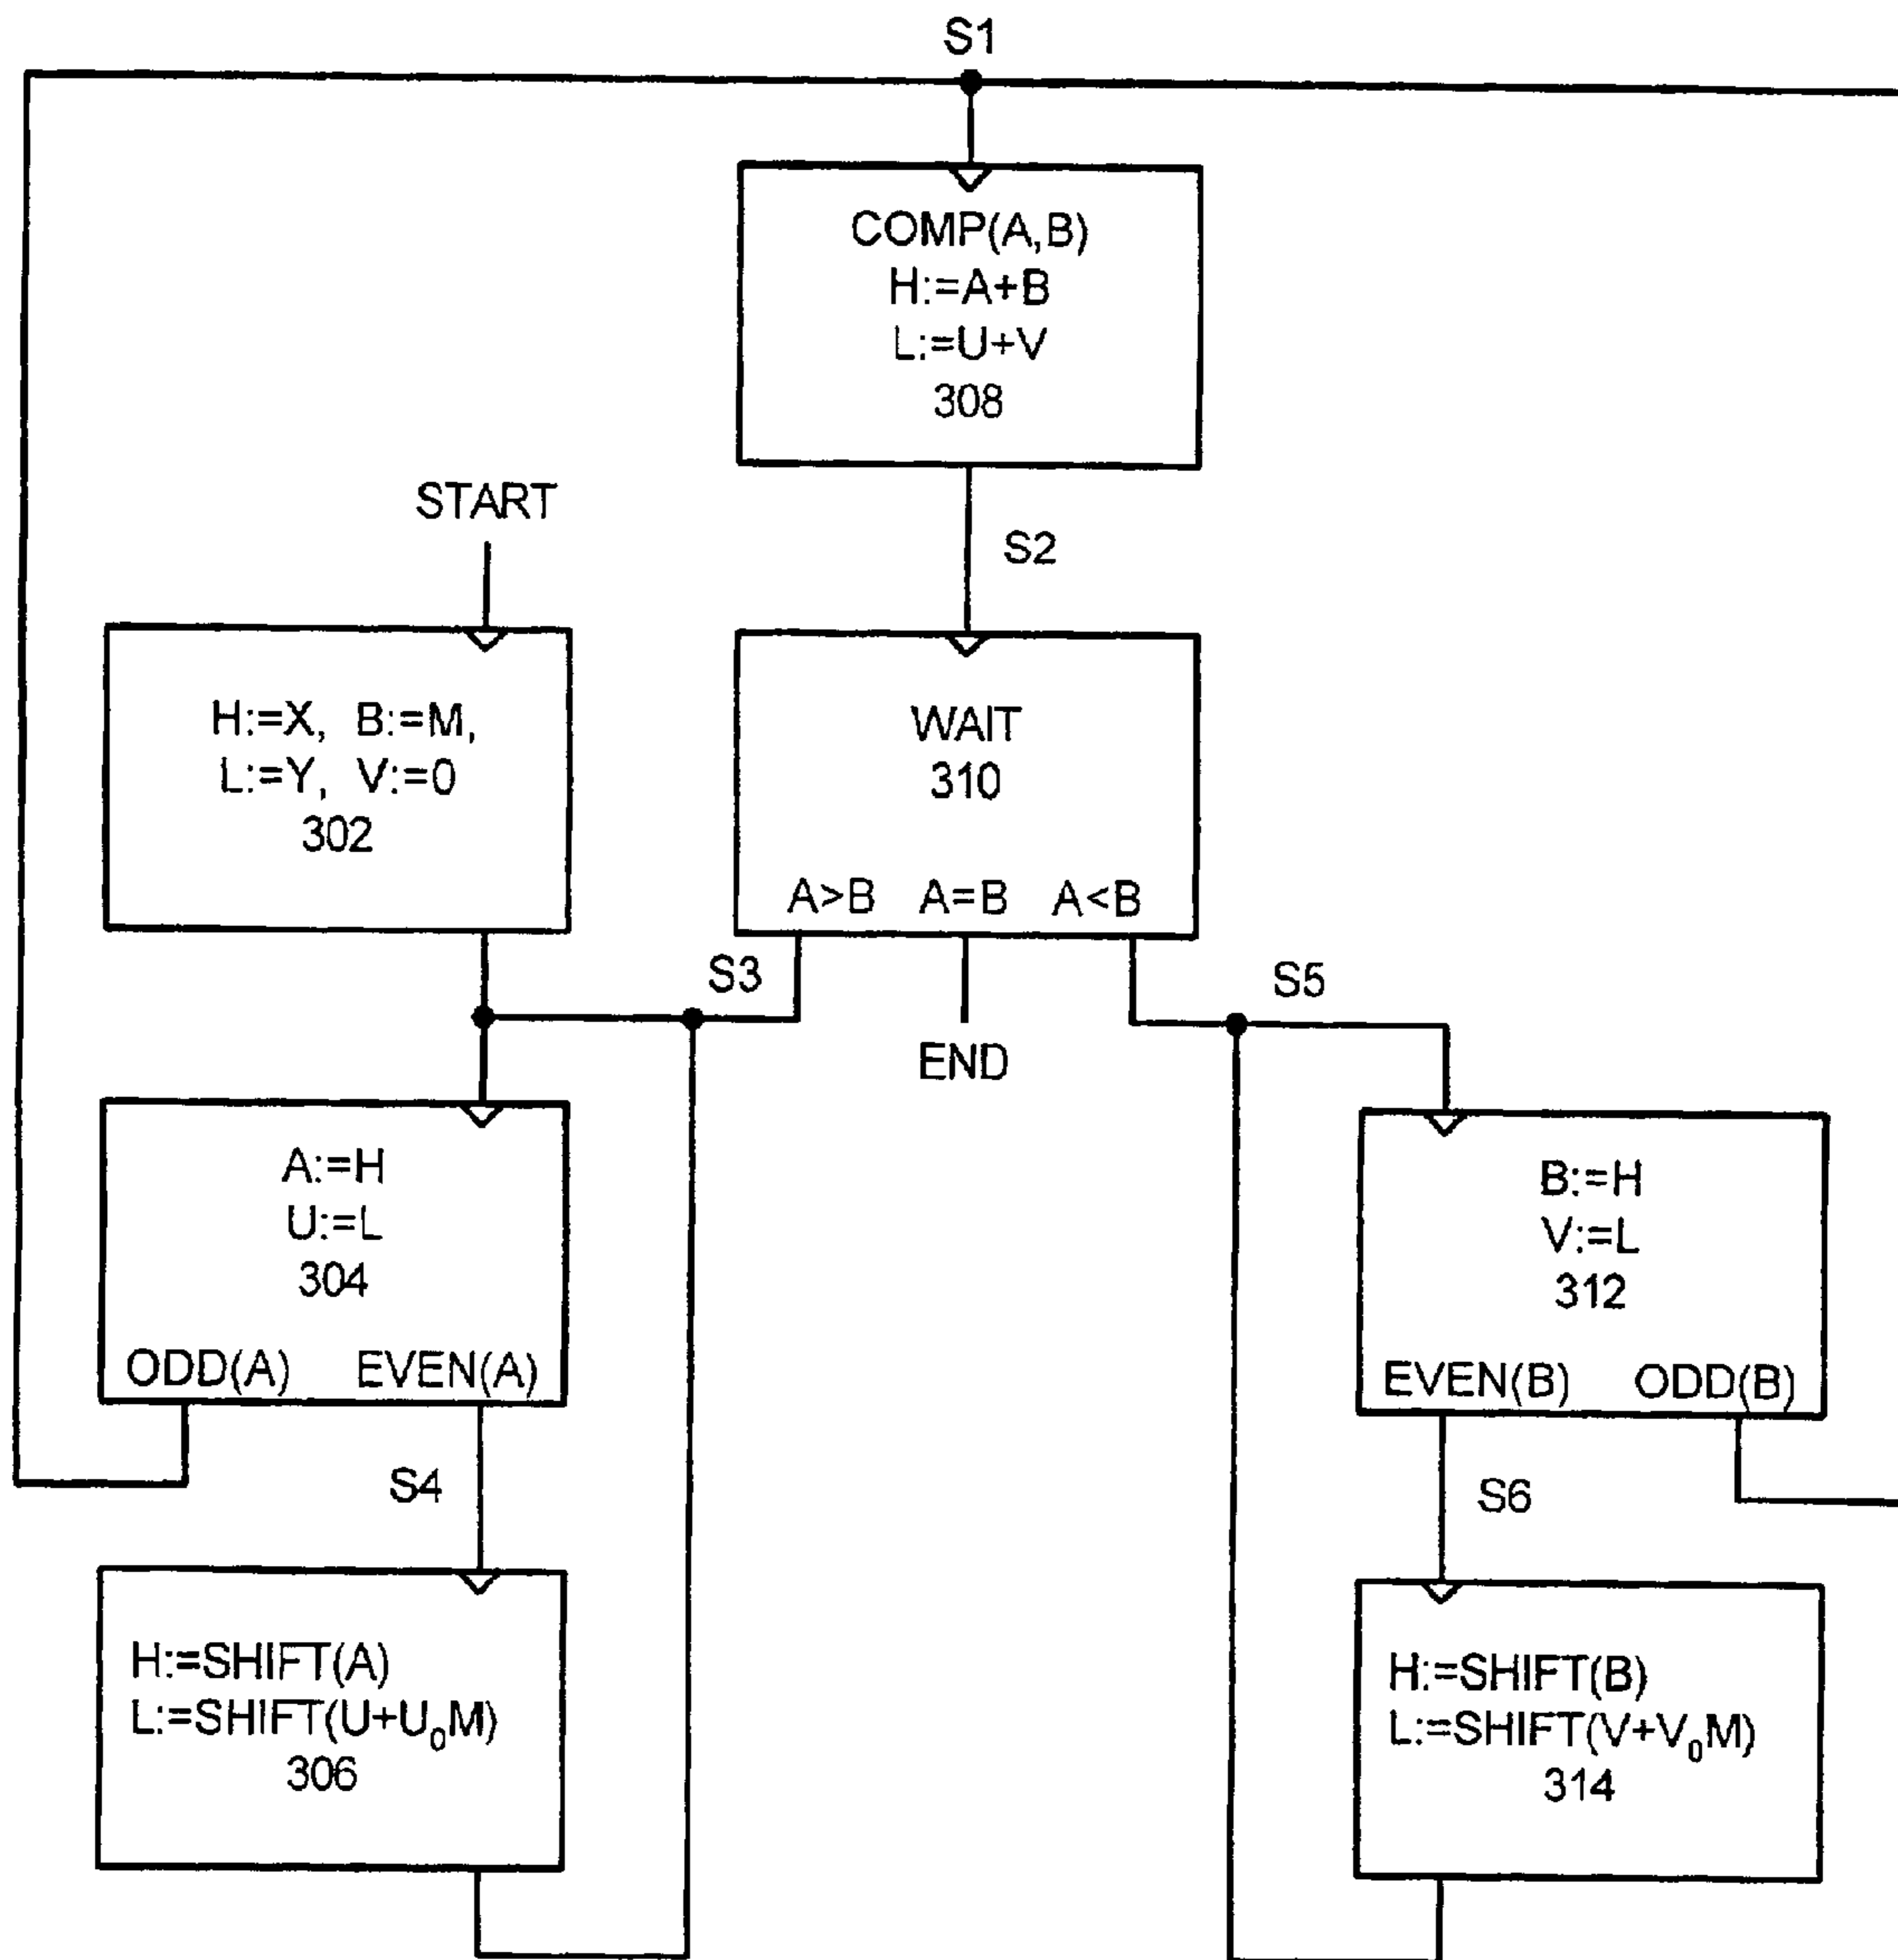 S1
COMP(A,B)
H:=A+B
L:=U+V
308
START
S2
H:=X, B:=M,
L:=Y, V:=0
302
WAIT
310
A>B A=B A<B
S3
S5
END
A:=H
U:=L
304
ODD(A) EVEN(A)
B:=H
V:=L
312
EVEN(B) ODD(B)
S4
S6
H:=SHIFT(A)
L:=SHIFT(U+U₀M)
306
H:=SHIFT(B)
L:=SHIFT(V+V₀M)
314